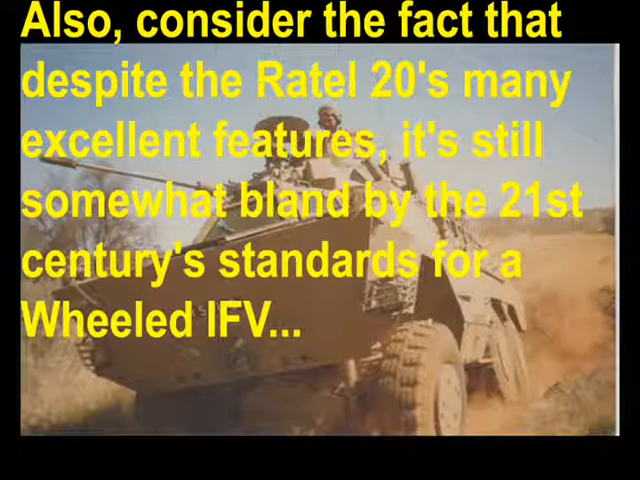 Also, consider the fact that
despite the Ratel 20's many
excellent features, it's still
somewhat bland by the 21st
century's standards for a
Wheeled IFV...